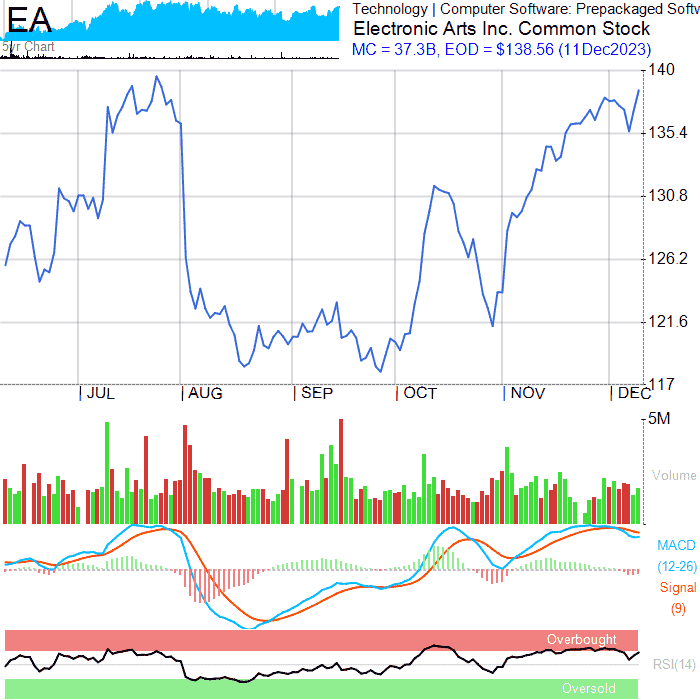 EA
5yr Chart
Technology | Computer Software: Prepackaged Softw
Electronic Arts Inc. Common Stock
MC = 37.3B, EOD = $138.56 (11Dec2023)
140
135.4
130.8
126.2
121.6
117
JUL AUG SEP OCT NOV DEC
5M
Volume
MACD
(12-26)
Signal
(9)
Overbought
RSI(14)
Oversold